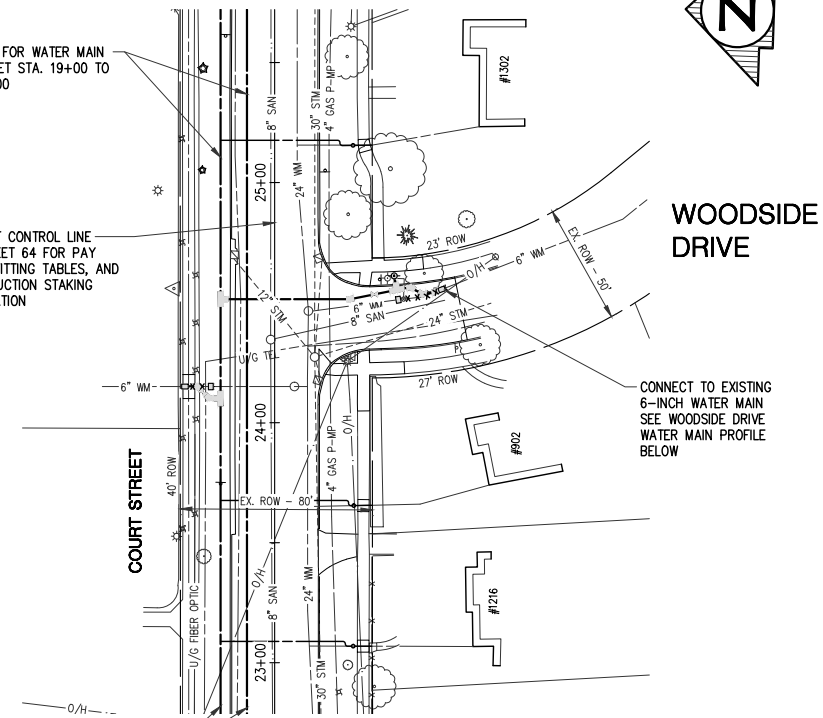 FOR WATER MAIN
ET STA. 19+00 TO
00
8" SAN
30" STM
4" GAS P-MP
#1302
N
24" WM
25+00
WOODSIDE
DRIVE
T CONTROL LINE
EET 64 FOR PAY
ITTING TABLES, AND
UCTION STAKING
TION
23' ROW
EX. ROW - 50'
O/H
6" WM
12" STM
6" WM
8" SAN
24" STM
U/G TEL
P
27' ROW
6" WM
CONNECT TO EXISTING
6-INCH WATER MAIN
SEE WOODSIDE DRIVE
WATER MAIN PROFILE
BELOW
24+00
O/H
4" GAS P-MP
#902
COURT STREET
40' ROW
EX. ROW - 80'
O/H
8" SAN
24" WM
#1216
U/G FIBER OPTIC
23+00
30" STM
O/H